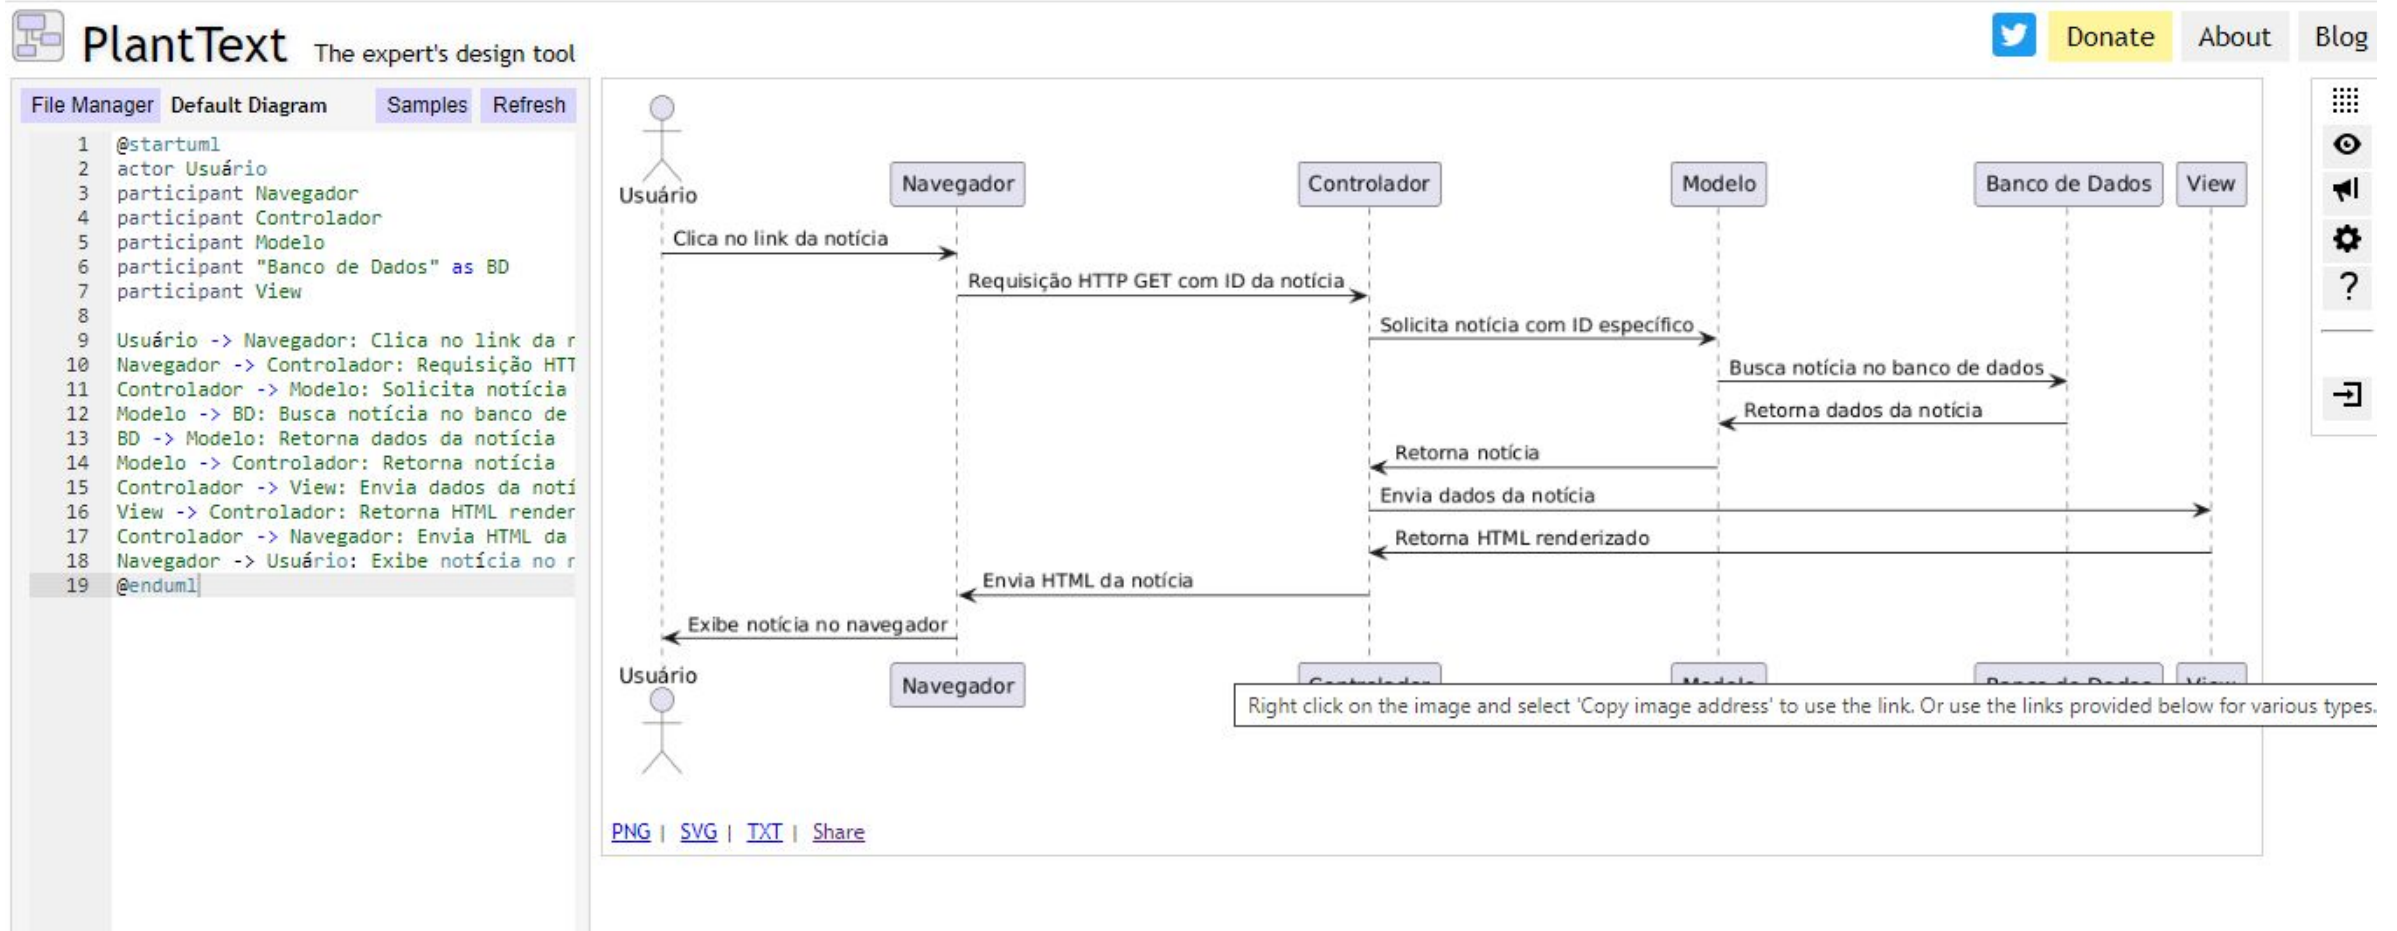 PlantText The expert's design tool
Donate About Blog
File Manager Default Diagram Samples Refresh
1 @startuml
2 actor Usuário
3 participant Navegador
4 participant Controlador
5 participant Modelo
6 participant "Banco de Dados" as BD
7 participant View
8
9 Usuário -> Navegador: Clica no link da
10 Navegador -> Controlador: Requisição HTT
11 Controlador -> Modelo: Solicita notícia
12 Modelo -> BD: Busca notícia no banco de
13 BD -> Modelo: Retorna dados da notícia
14 Modelo -> Controlador: Retorna notícia
15 Controlador -> View: Envia dados da notí
16 View -> Controlador: Retorna HTML render
17 Controlador -> Navegador: Envia HTML da
18 Navegador -> Usuário: Exibe notícia no
19 @enduml
Usuário
Navegador Controlador Modelo Banco de Dados View
Clica no link da notícia
Requisição HTTP GET com ID da notícia
Solicita notícia com ID específico
Busca notícia no banco de dados
Retorna dados da notícia
Retorna notícia
Envia dados da notícia
Retorna HTML renderizado
Envia HTML da notícia
Exibe notícia no navegador
Usuário
Navegador Controlador Modelo Banco de Dados View
Right click on the image and select 'Copy image address' to use the link. Or use the links provided below for various types.
PNG | SVG | TXT | Share